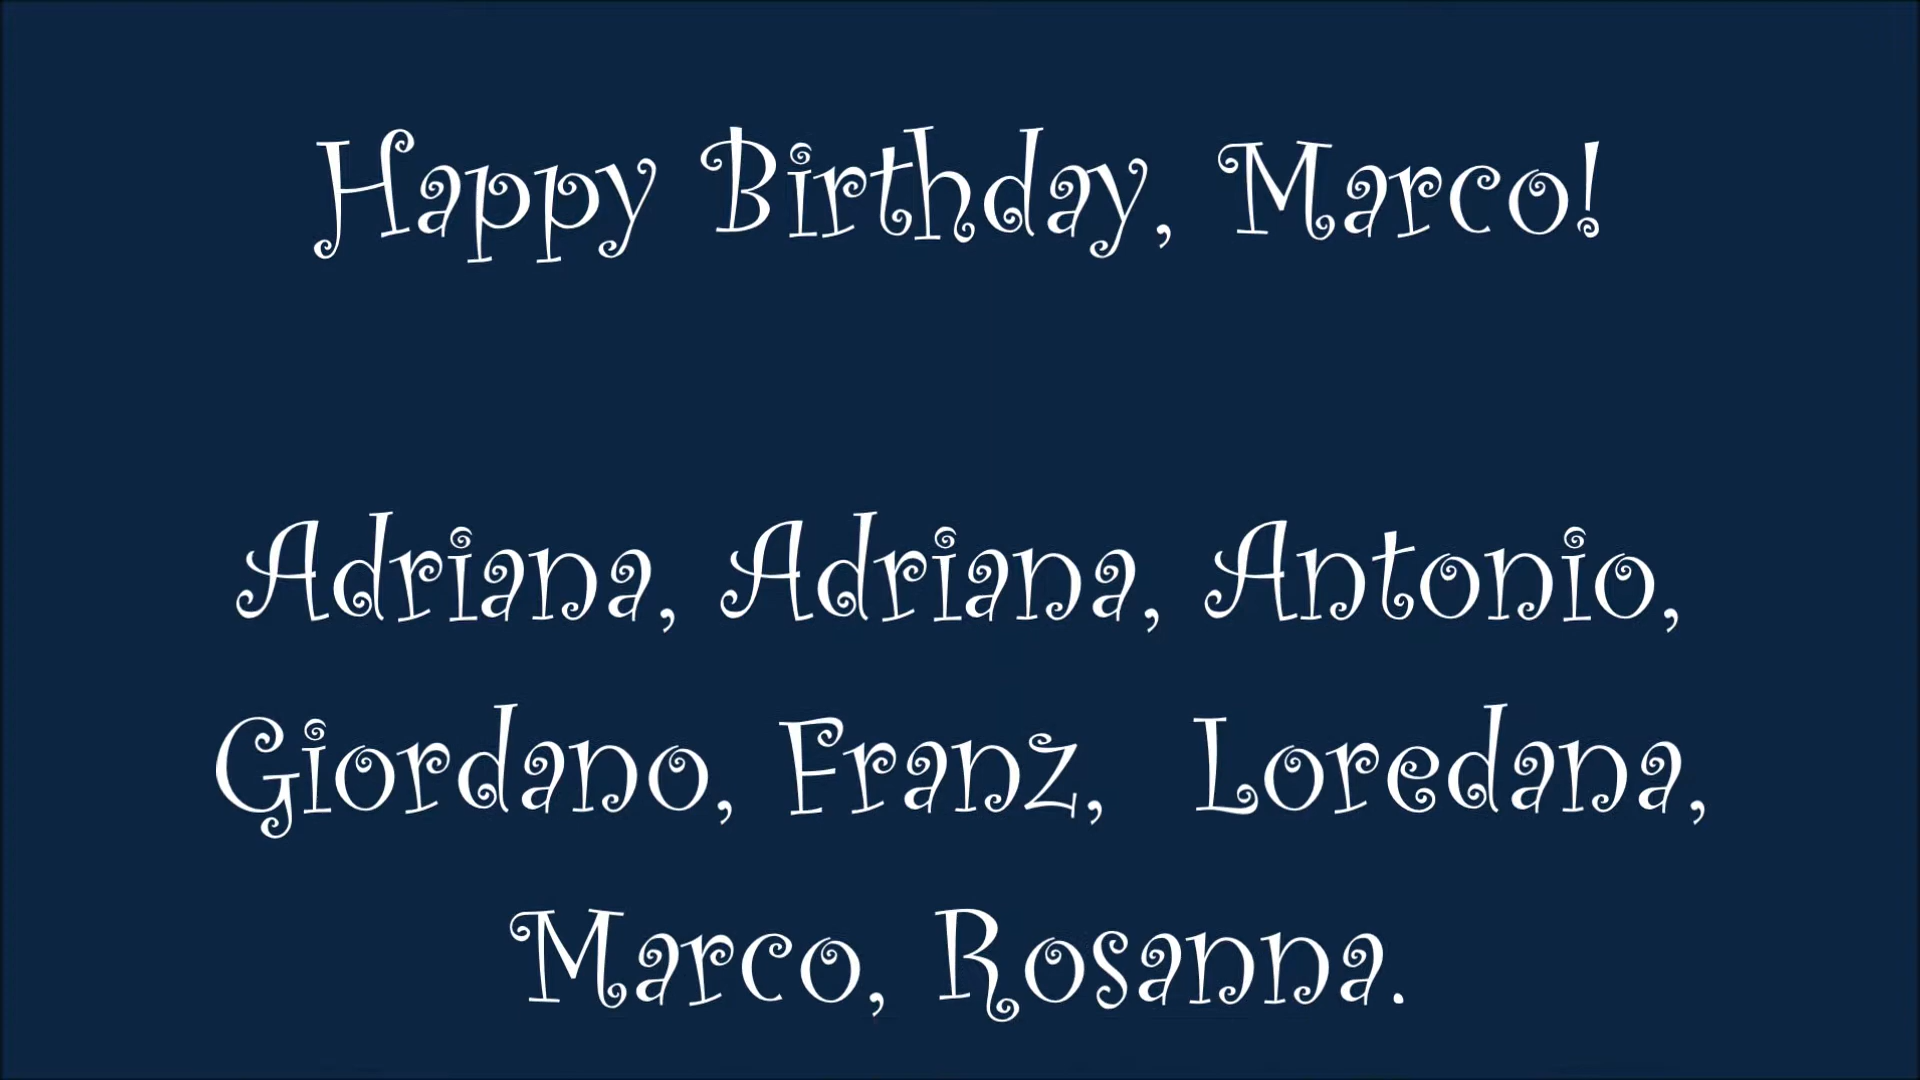 Happy Birthday, Marco!
Adriana, Adriana, Antonio,
Giordano, Franz, Loredana,
Marco, Rosanna.